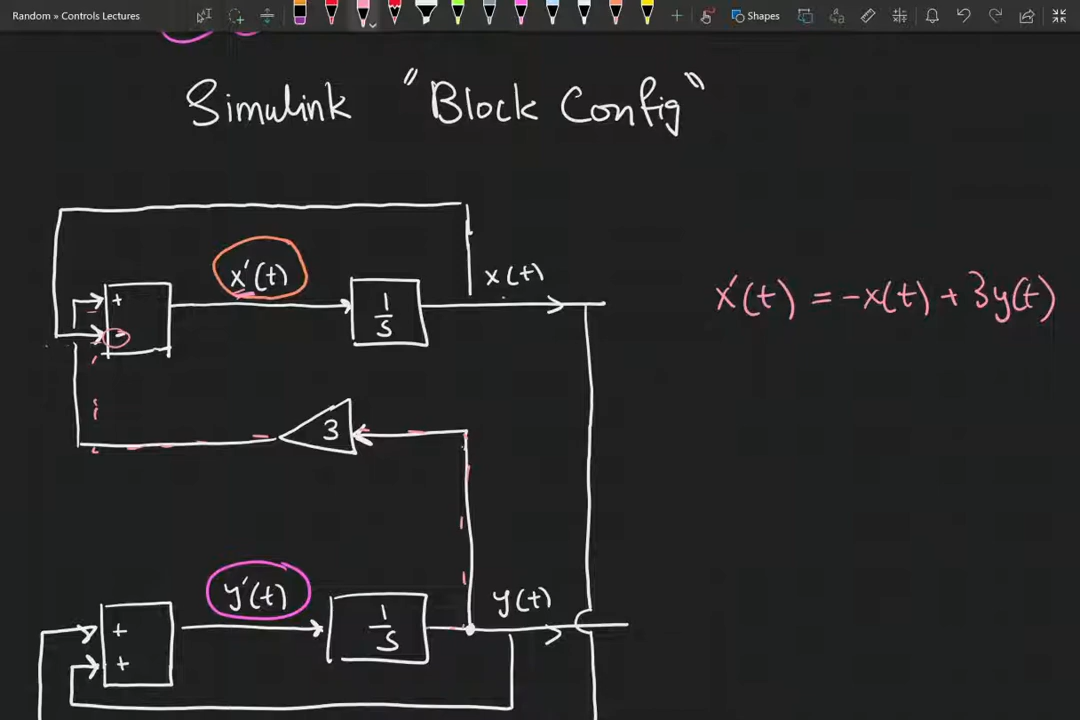 Random » Controls Lectures
Shapes
Simulink "Block Config"
x'(t)
x(t)
+
-
1/s
x'(t) = -x(t) + 3y(t)
3
y'(t)
y(t)
+
+
1/s